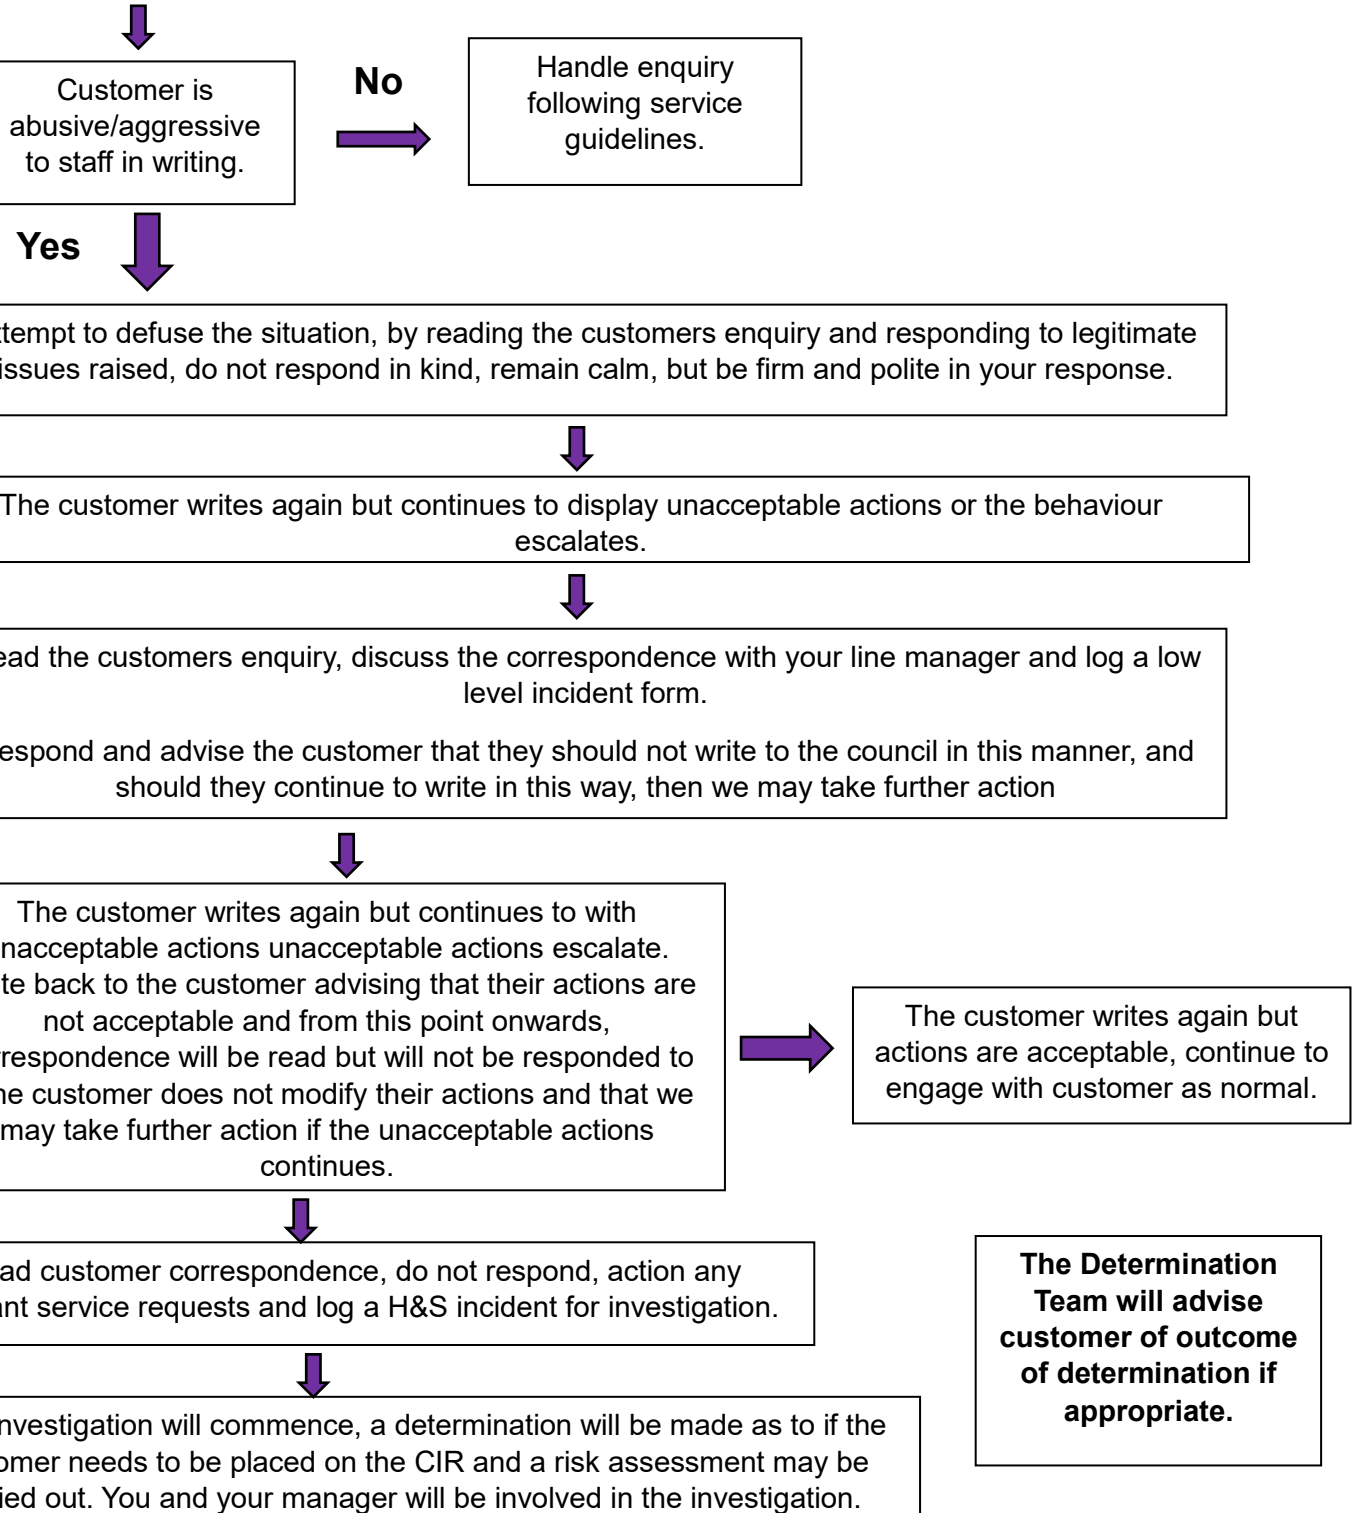 Customer is
abusive/aggressive
to staff in writing.
No
Handle enquiry
following service
guidelines.
Yes
ttempt to defuse the situation, by reading the customers enquiry and responding to legitimate
issues raised, do not respond in kind, remain calm, but be firm and polite in your response.
The customer writes again but continues to display unacceptable actions or the behaviour
escalates.
ead the customers enquiry, discuss the correspondence with your line manager and log a low
level incident form.
espond and advise the customer that they should not write to the council in this manner, and
should they continue to write in this way, then we may take further action
The customer writes again but continues to with
nacceptable actions unacceptable actions escalate.
te back to the customer advising that their actions are
not acceptable and from this point onwards,
rrespondence will be read but will not be responded to
he customer does not modify their actions and that we
may take further action if the unacceptable actions
continues.
The customer writes again but
actions are acceptable, continue to
engage with customer as normal.
ad customer correspondence, do not respond, action any
ant service requests and log a H&S incident for investigation.
The Determination
Team will advise
customer of outcome
of determination if
appropriate.
nvestigation will commence, a determination will be made as to if the
omer needs to be placed on the CIR and a risk assessment may be
ied out. You and your manager will be involved in the investigation.